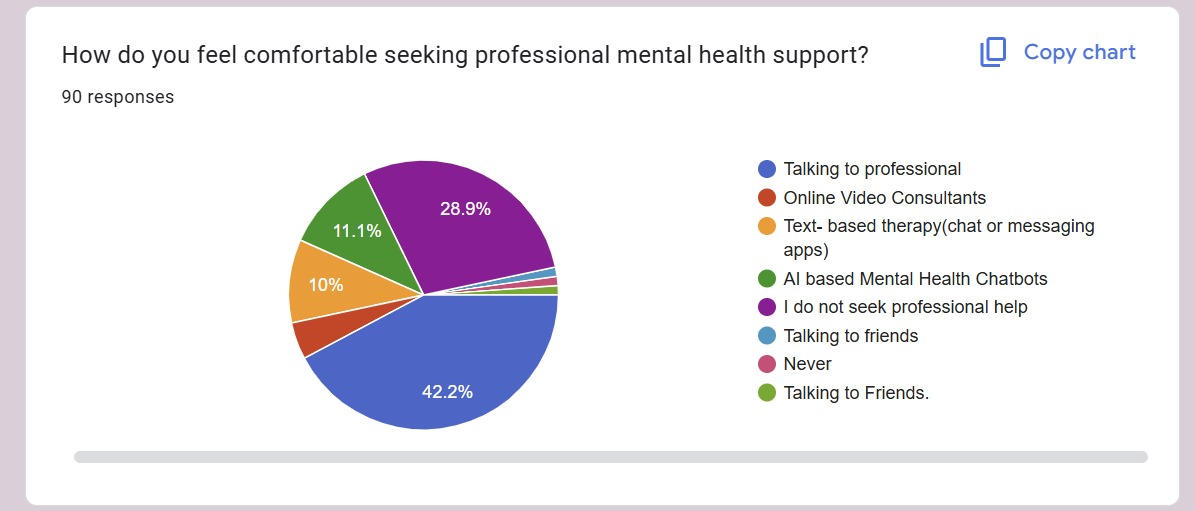 How do you feel comfortable seeking professional mental health support?
Copy chart
90 responses
28.9%
11.1%
10%
42.2%
Talking to professional
Online Video Consultants
Text- based therapy(chat or messaging
apps)
AI based Mental Health Chatbots
I do not seek professional help
Talking to friends
Never
Talking to Friends.